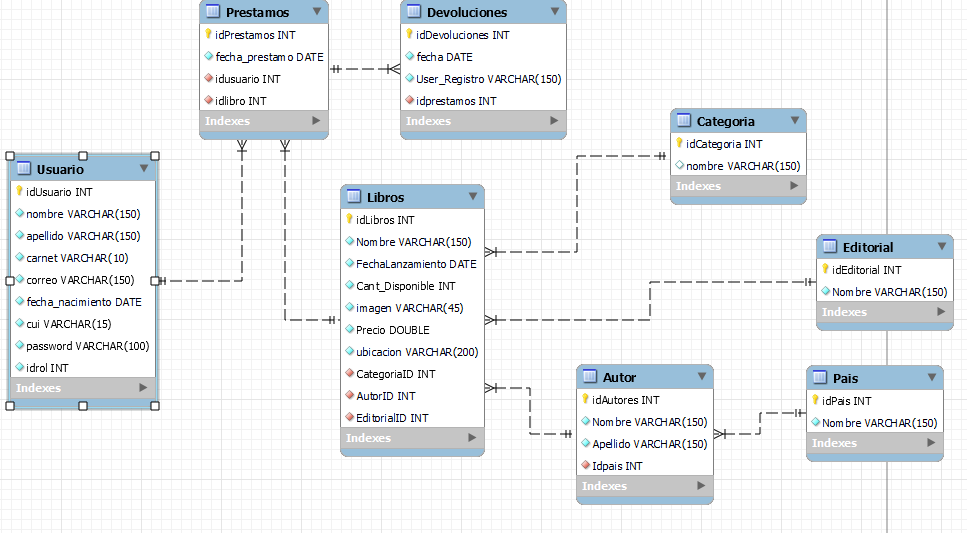 Prestamos
idPrestamos INT
fecha_prestamo DATE
idusuario INT
idlibro INT
Indexes
Devoluciones
idDevoluciones INT
fecha DATE
User_Registro VARCHAR(150)
idprestamos INT
Indexes
Categoria
idCategoria INT
nombre VARCHAR(150)
Indexes
Usuario
idUsuario INT
nombre VARCHAR(150)
apellido VARCHAR(150)
carnet VARCHAR(10)
correo VARCHAR(150)
fecha_nacimiento DATE
cui VARCHAR(15)
password VARCHAR(100)
idrol INT
Indexes
Libros
idLibros INT
Nombre VARCHAR(150)
FechaLanzamiento DATE
Cant_Disponible INT
imagen VARCHAR(45)
Precio DOUBLE
ubicacion VARCHAR(200)
CategoriaID INT
AutorID INT
EditorialID INT
Indexes
Editorial
idEditorial INT
Nombre VARCHAR(150)
Indexes
Autor
idAutores INT
Nombre VARCHAR(150)
Apellido VARCHAR(150)
Idpais INT
Indexes
Pais
idPais INT
Nombre VARCHAR(150)
Indexes